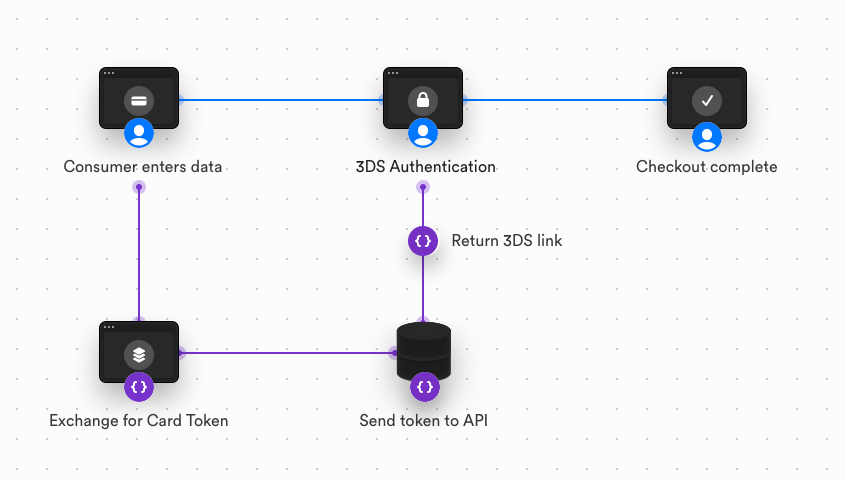 Consumer enters data
3DS Authentication
Checkout complete
{ }
Return 3DS link
{ }
{ }
Exchange for Card Token
Send token to API